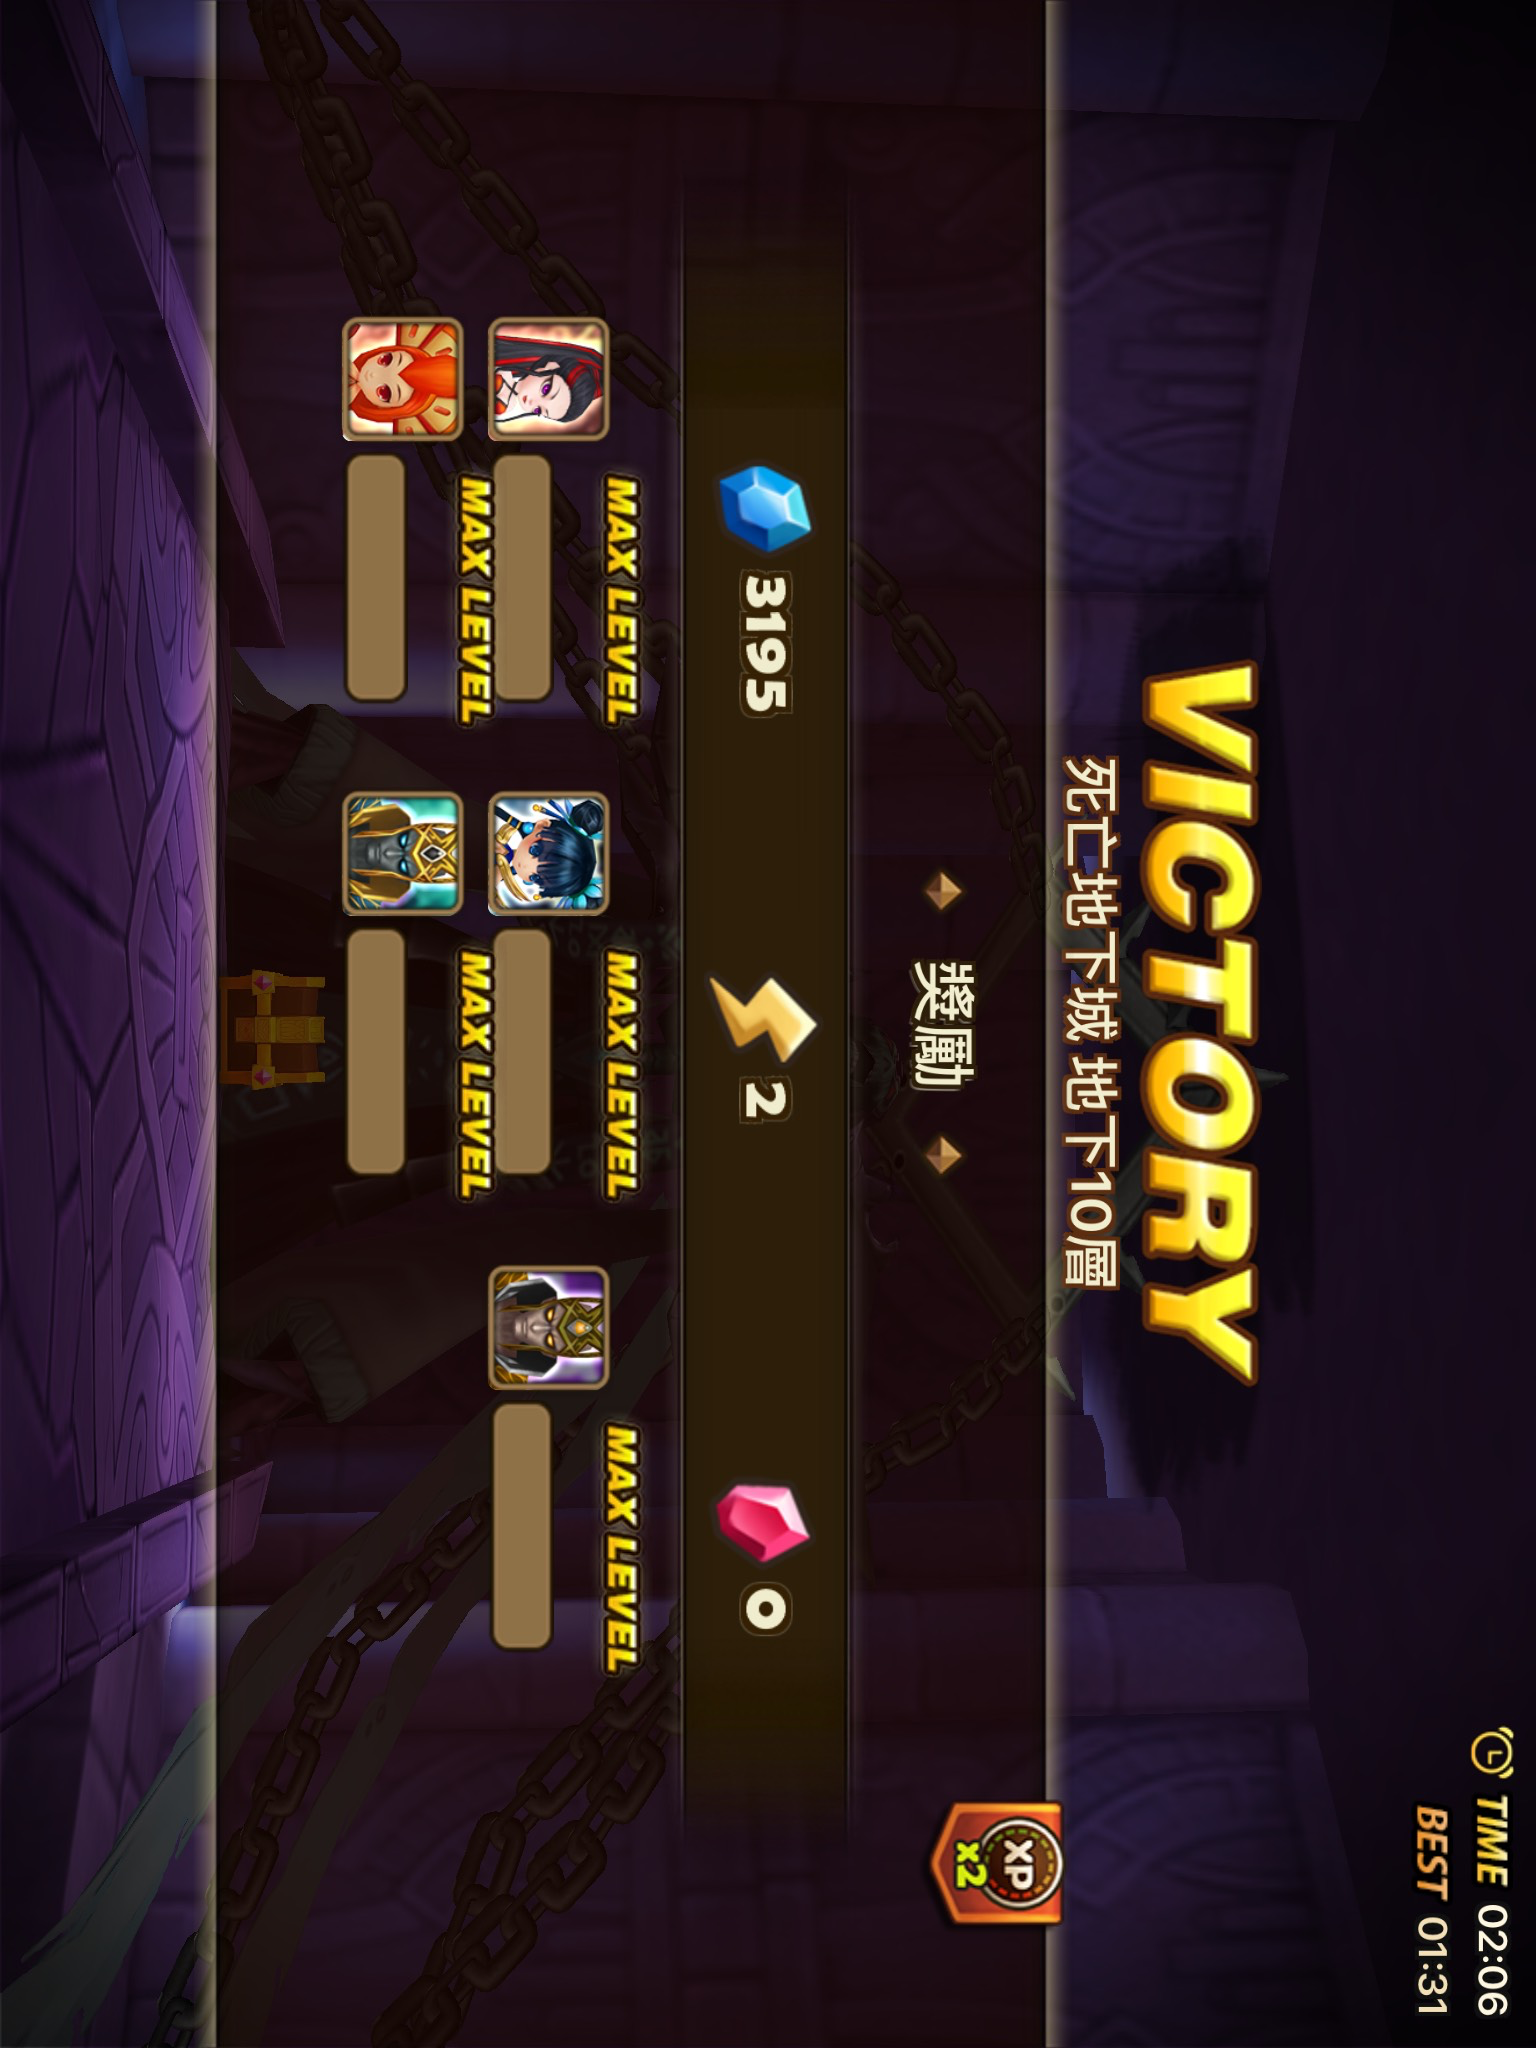 TIME 02:06
BEST 01:31
VICTORY
死亡地下城 地下10層
XP
x2
獎勵
3195
2
0
MAX LEVEL
MAX LEVEL
MAX LEVEL
MAX LEVEL
MAX LEVEL